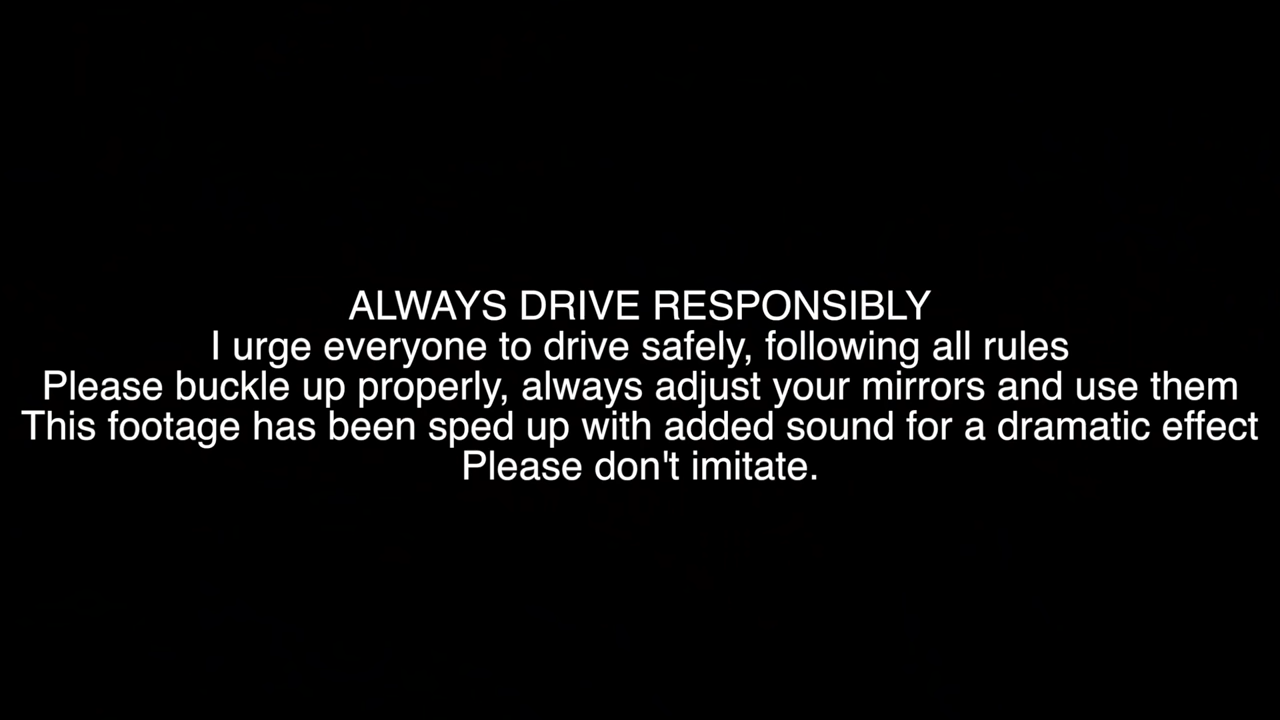 ALWAYS DRIVE RESPONSIBLY
I urge everyone to drive safely, following all rules
Please buckle up properly, always adjust your mirrors and use them
This footage has been sped up with added sound for a dramatic effect
Please don't imitate.